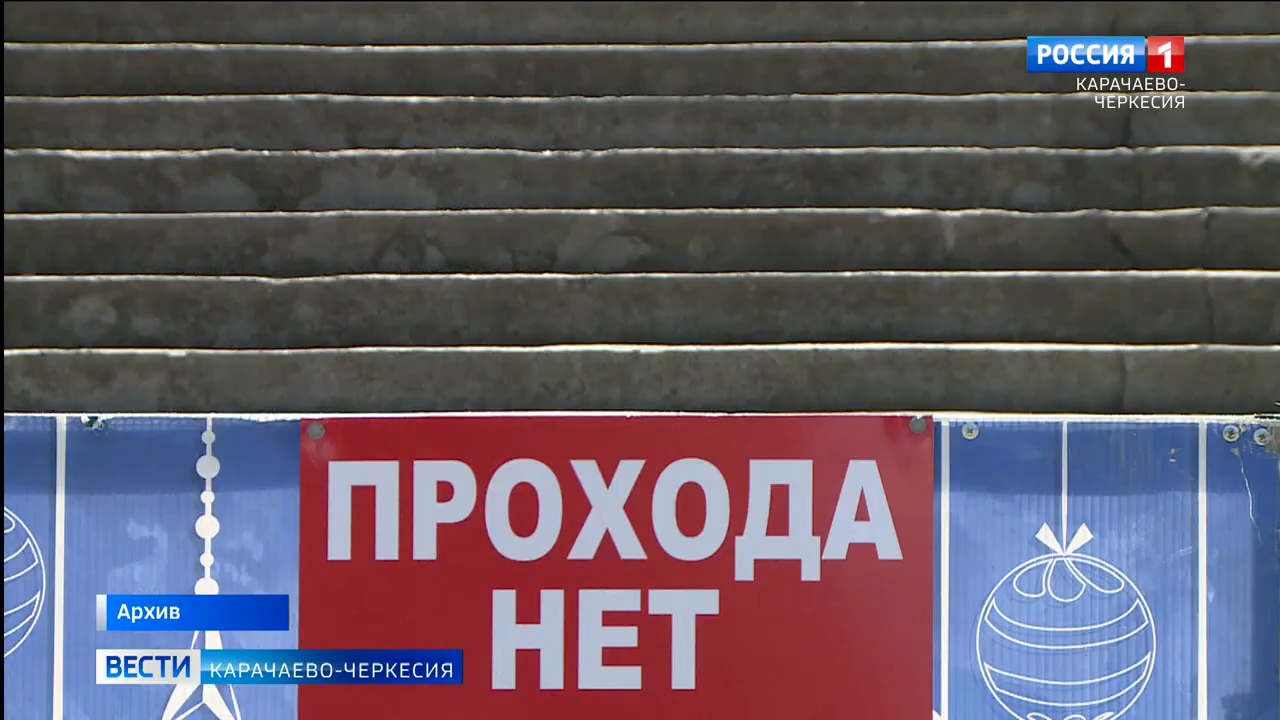 РОССИЯ 1
КАРАЧАЕВО-
ЧЕРКЕСИЯ
ПРОХОДА
НЕТ
Архив
ВЕСТИ КАРАЧАЕВО-ЧЕРКЕСИЯ